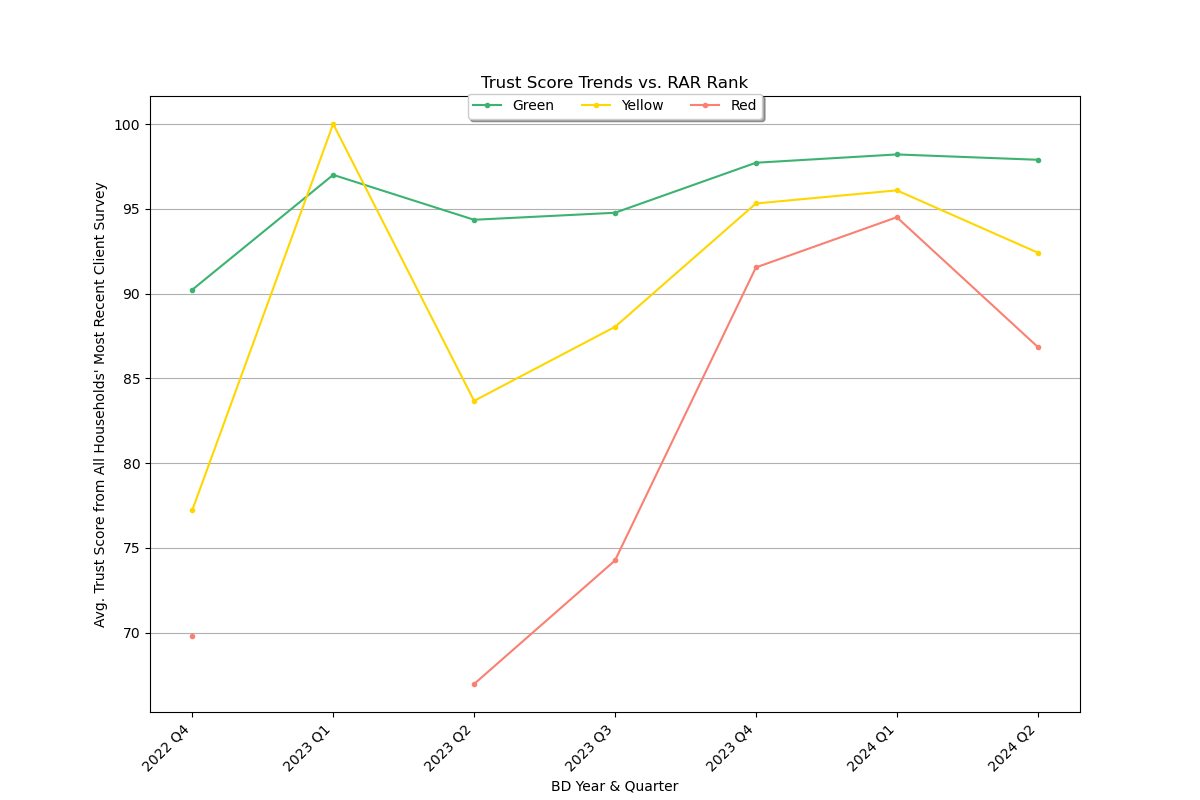 Trust Score Trends vs. RAR Rank
Green Yellow Red
Avg. Trust Score from All Households' Most Recent Client Survey
100
95
90
85
80
75
70
2022 Q4
2023 Q1
2023 Q2
2023 Q3
2023 Q4
2024 Q1
2024 Q2
BD Year & Quarter